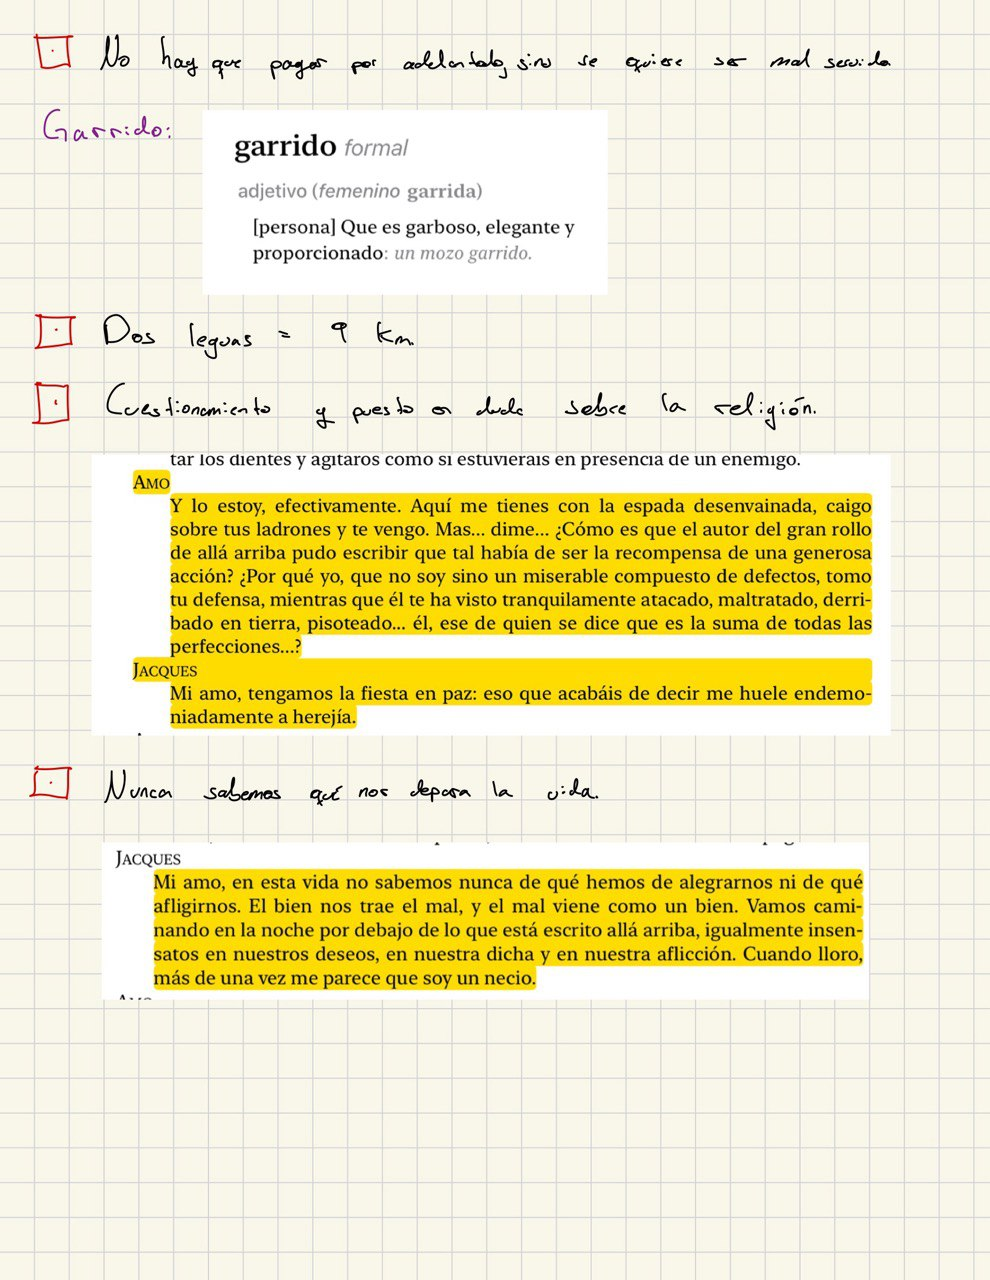 No hay que pagar por adelantado, sino se quiere ser mal servido
Garrido:
garrido formal
adjetivo (femenino garrida)
[persona] Que es garboso, elegante y
proporcionado: un mozo garrido.
Dos leguas = 9 km.
Cuestionamiento y puesto en duda sobre la religión.
tar los dientes y agitaros como si estuvierais en presencia de un enemigo.
AMO
Y lo estoy, efectivamente. Aquí me tienes con la espada desenvainada, caigo
sobre tus ladrones y te vengo. Mas... dime... ¿Cómo es que el autor del gran rollo
de allá arriba pudo escribir que tal había de ser la recompensa de una generosa
acción? ¿Por qué yo, que no soy sino un miserable compuesto de defectos, tomo
tu defensa, mientras que él te ha visto tranquilamente atacado, maltratado, derri-
bado en tierra, pisoteado... él, ese de quien se dice que es la suma de todas las
perfecciones...?
JACQUES
Mi amo, tengamos la fiesta en paz: eso que acabáis de decir me huele endemo-
niadamente a herejía.
Nunca sabemos qué nos depara la vida.
JACQUES
Mi amo, en esta vida no sabemos nunca de qué hemos de alegrarnos ni de qué
afligirnos. El bien nos trae el mal, y el mal viene como un bien. Vamos cami-
nando en la noche por debajo de lo que está escrito allá arriba, igualmente insen-
satos en nuestros deseos, en nuestra dicha y en nuestra aflicción. Cuando lloro,
más de una vez me parece que soy un necio.